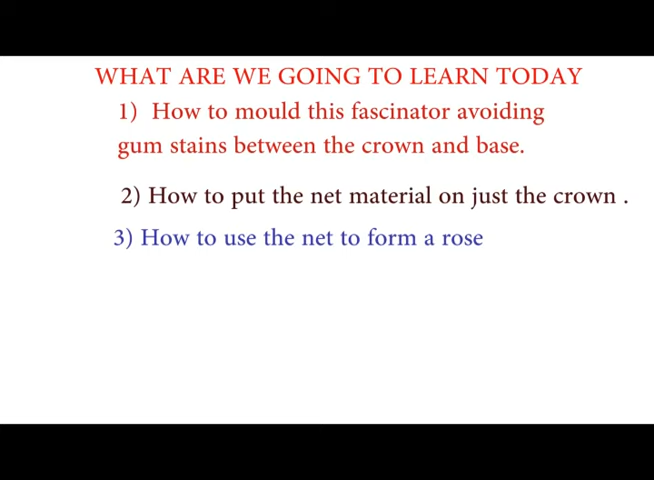 WHAT ARE WE GOING TO LEARN TODAY
1) How to mould this fascinator avoiding
gum stains between the crown and base.
2) How to put the net material on just the crown .
3) How to use the net to form a rose